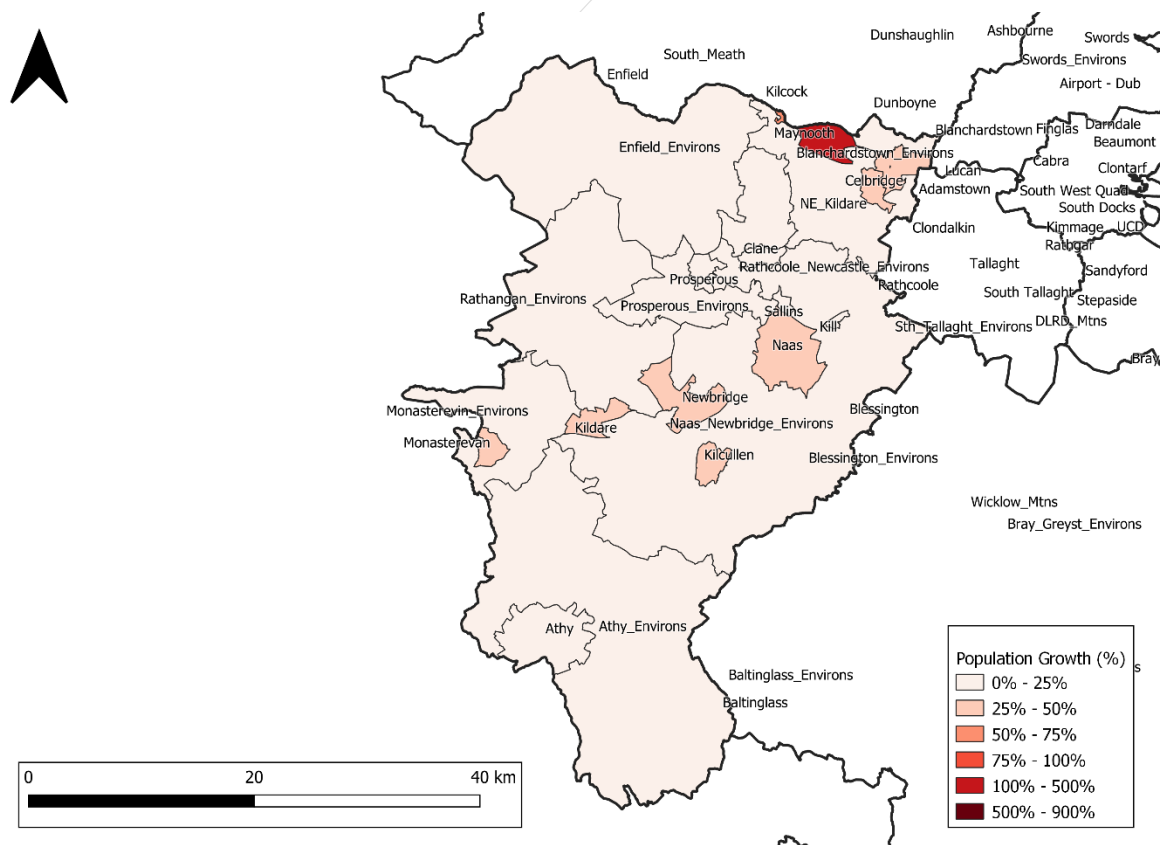 Dunshaughlin
Ashbourne
Swords
South_Meath
Swords_Environs
Enfield
Airport - Dub
Kilcock
Dunboyne
Maynooth
Blanchardstown
Finglas
Darndale
Beaumont
Enfield_Environs
Blanchardstown_Environs
Cabra
Clontarf
Lucan
Celbridge
Adamstown
South West Quad
NE_Kildare
South Docks
Clondalkin
Kimmage
UCD
Rathgar
Clane
Rathcoole_Newcastle_Environs
Tallaght
Sandyford
Prosperous
Rathcoole
South Tallaght
Stepaside
Rathangan_Environs
Prosperous_Environs
Sallins
Kill
Sth_Tallaght_Environs
DLRD_Mtns
Naas
Bray
Newbridge
Monasterevin_Environs
Blessington
Kildare
Naas_Newbridge_Environs
Monasterevan
Kilcullen
Blessington_Environs
Wicklow_Mtns
Bray_Greyst_Environs
Athy
Athy_Environs
Baltinglass_Environs
Baltinglass
Population Growth (%)
s
0% - 25%
25% - 50%
50% - 75%
75% - 100%
100% - 500%
500% - 900%
0 20 40 km